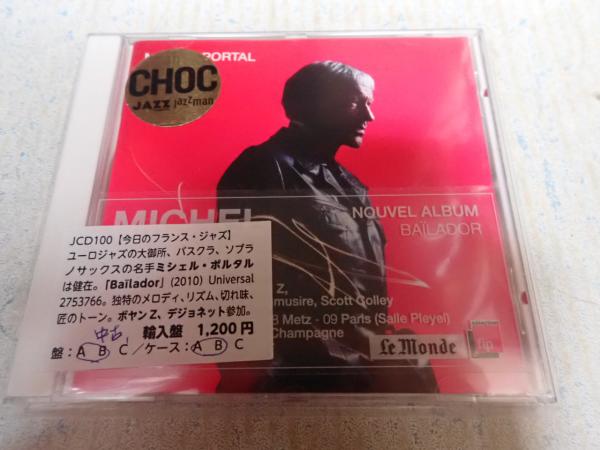 PORTAL
CHOC
JAZZ jazzman
MICHEL
NOUVEL ALBUM
BAÏLADOR
JCD100【今日のフランス・ジャズ】
ユーロジャズの大御所、バスクラ、ソプラ
ノサックスの名手ミシェル・ポルタル
は健在。「Baïlador」(2010) Universal
2753766。独特のメロディ、リズム、切れ味、
匠のトーン。ボヤンZ、デジョネット参加。
中古, 輸入盤 1,200円
盤：A B C／ケース：A B C
Z,
musire, Scott Colley
Metz - 09 Paris (Salle Pleyel)
Champagne
Le Monde
fip